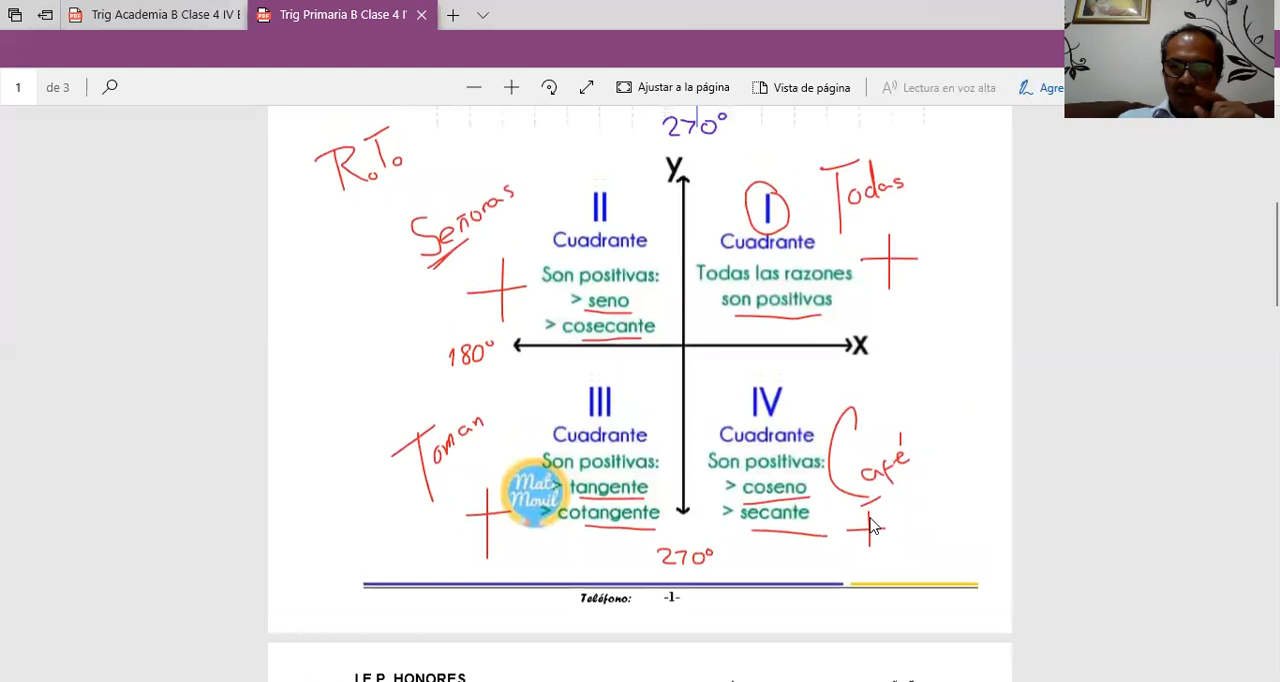 Trig Academia B Clase 4 IV E
Trig Primaria B Clase 4 I
1 de 3
Ajustar a la página
Vista de página
Lectura en voz alta
Agre
270°
R.T.
Y
Señoras
II
I
Todas
Cuadrante
Cuadrante
Son positivas:
> seno
> cosecante
Todas las razones
son positivas
+
+
180°
X
Toman
III
IV
Café
Cuadrante
Cuadrante
Son positivas:
> tangente
> cotangente
Son positivas:
> coseno
> secante
Mat
Movil
+
+
270°
Teléfono: -1-
I.E.P. HONORES